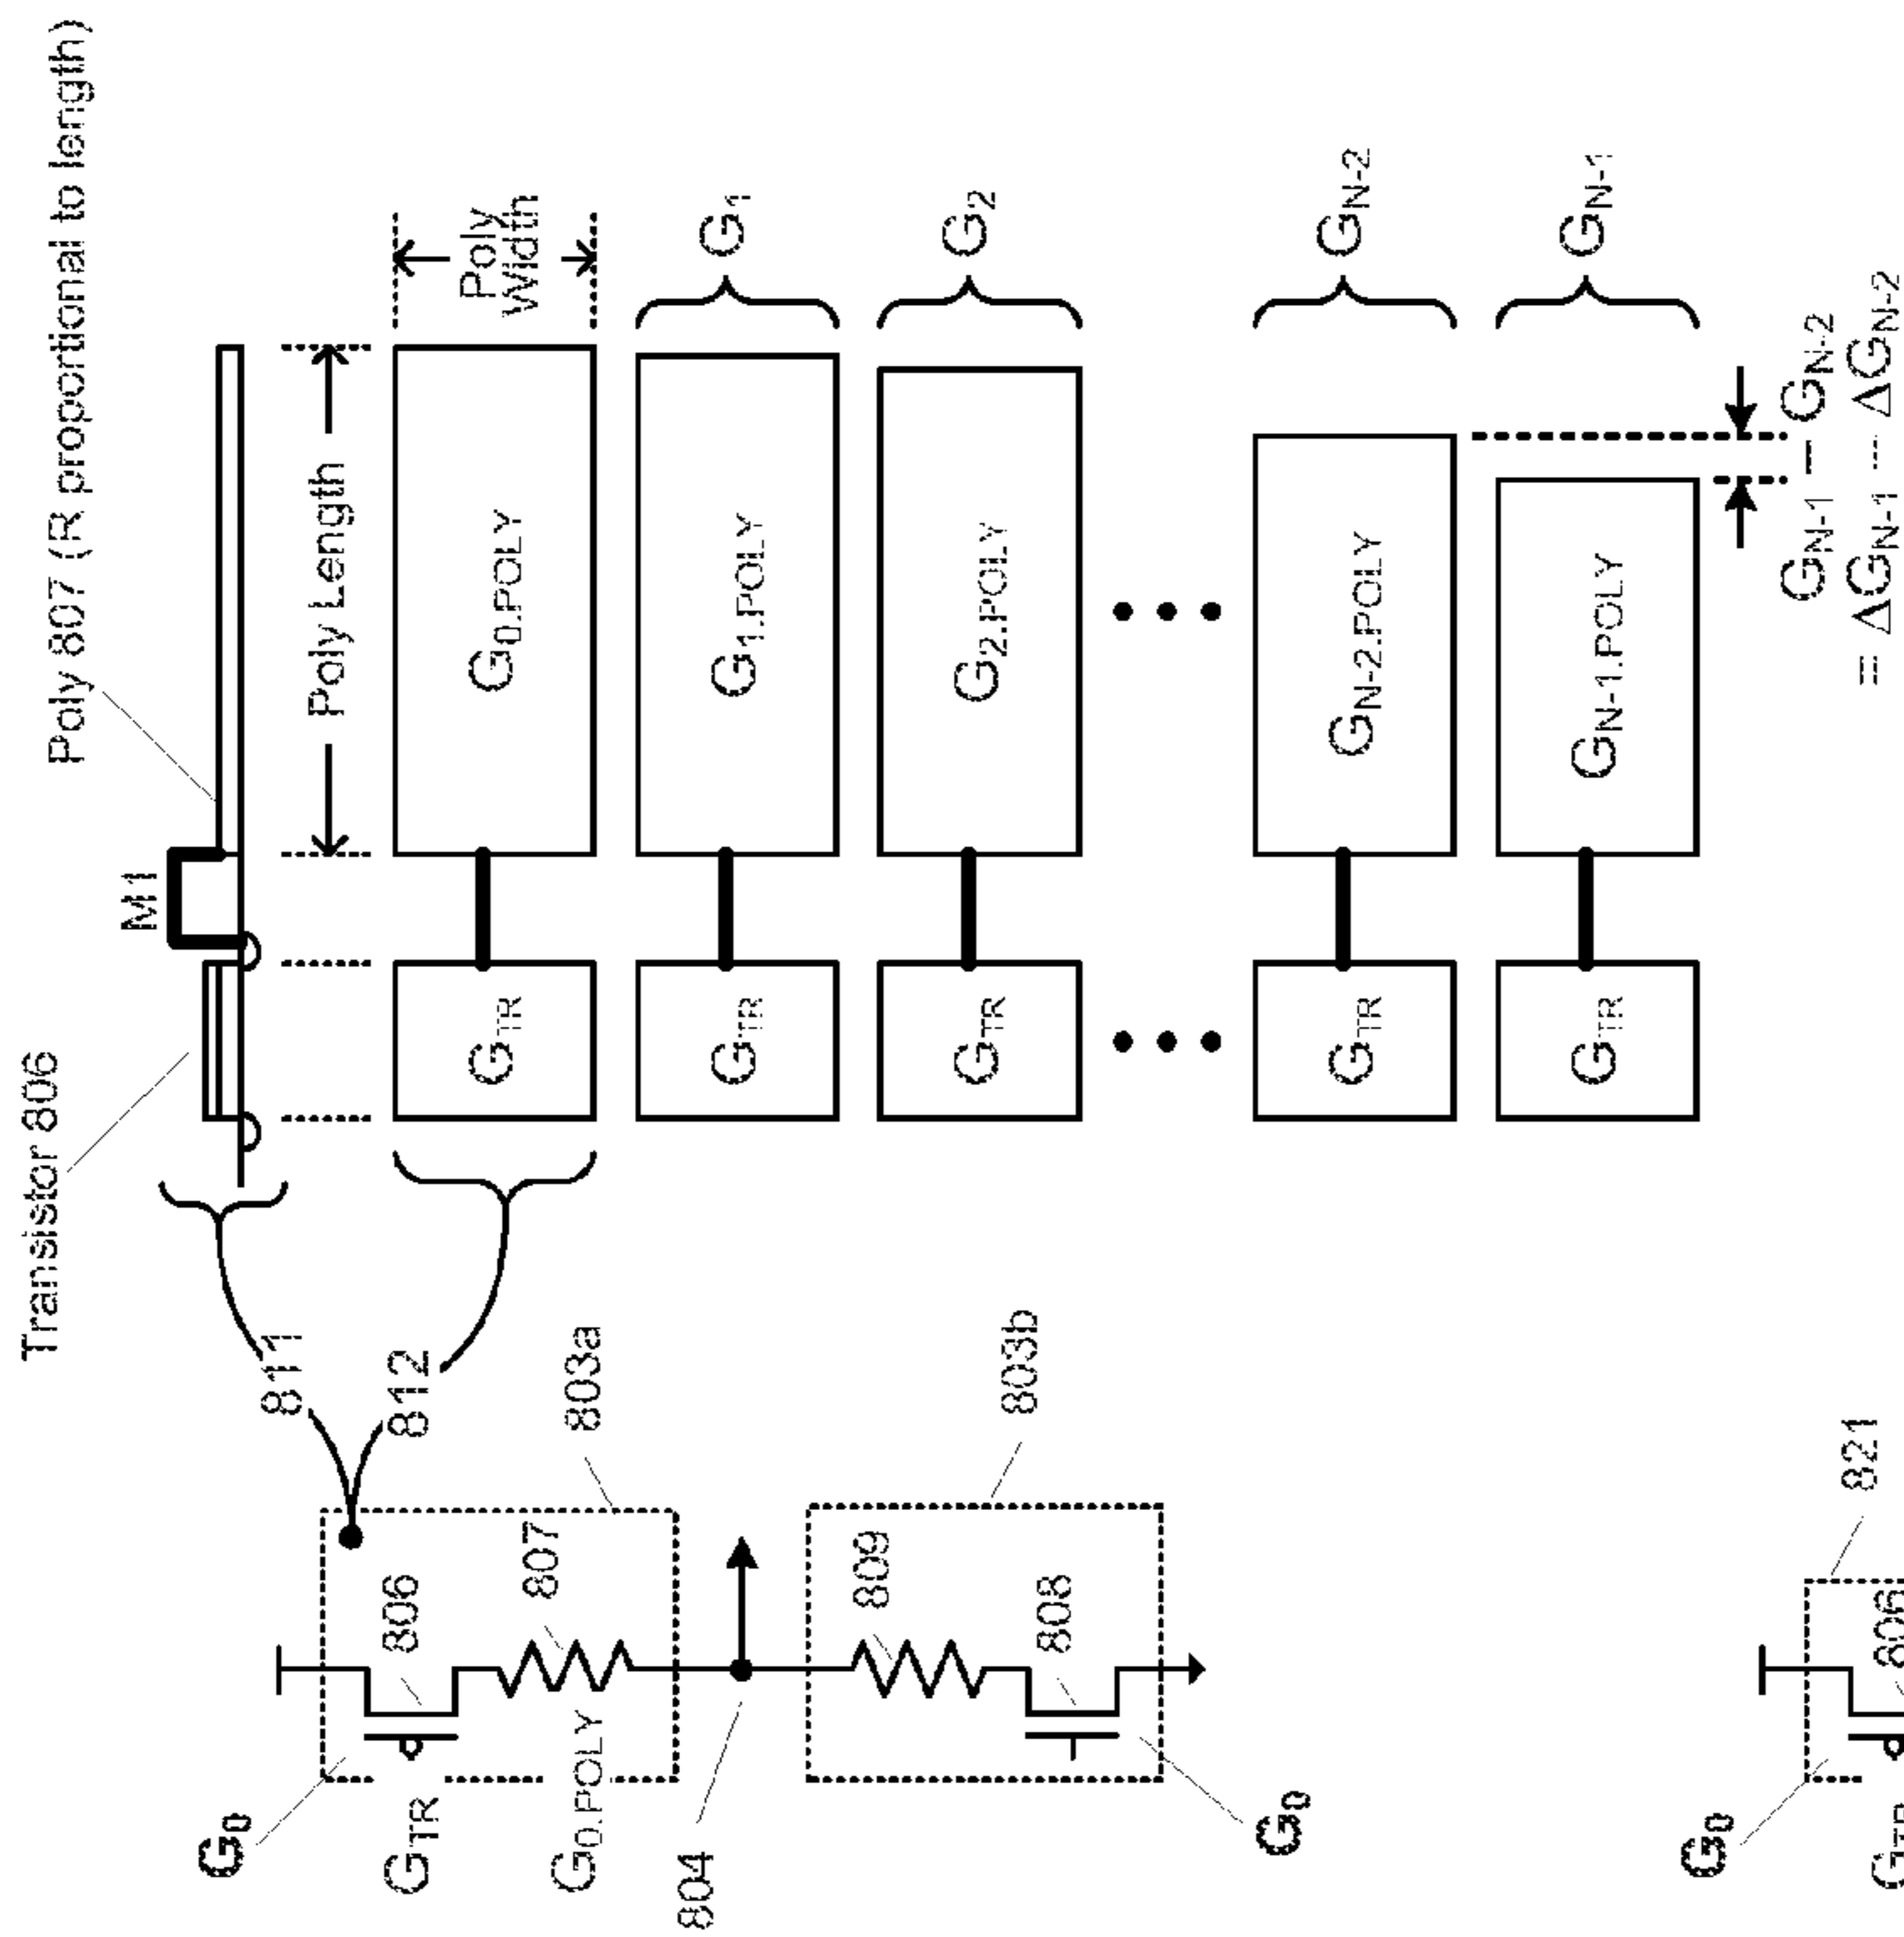 Transistor 806
Poly 807 (R proportional to length)
M1
811
Poly Length
812
G0
GTR
806
G0.POLY
807
803a
804
GTR
G0.POLY
Poly
Width
GTR
G1.POLY
G1
GTR
G2.POLY
G2
809
808
803b
G0
GTR
GN-2.POLY
GN-2
GTR
GN-1.POLY
GN-1
GN-1 – GN-2
= ΔGN-1 – ΔGN-2
G0
821
GTR
806